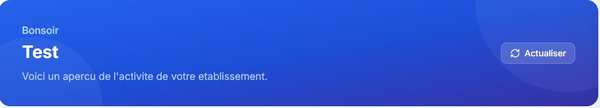 Bonsoir
Test
Actualiser
Voici un apercu de l'activite de votre etablissement.